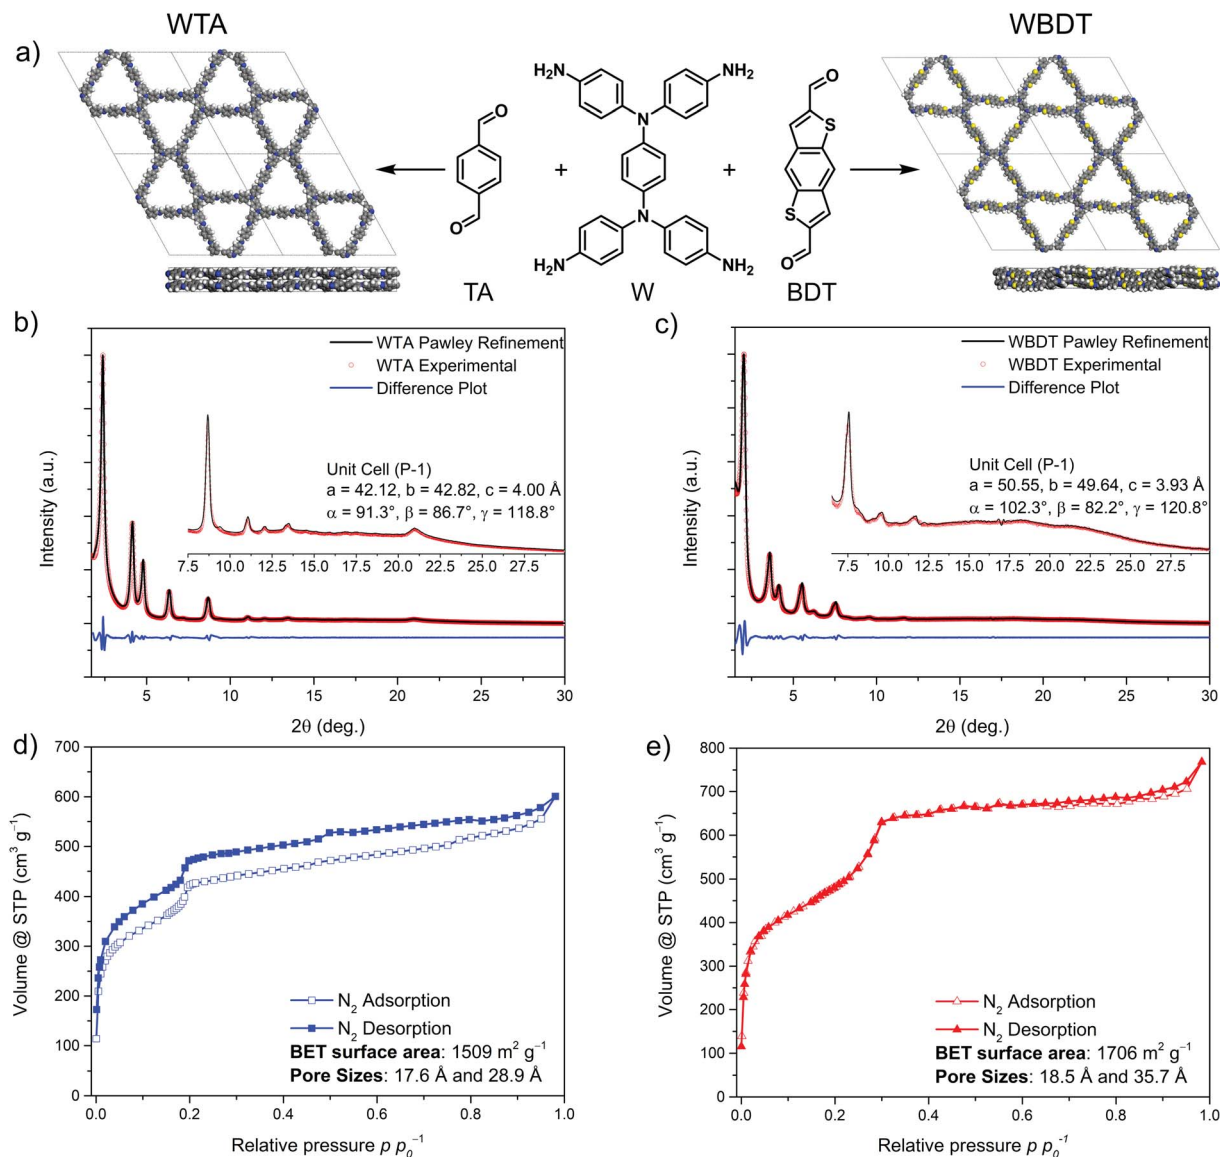 WTA
WBDT
a)
H2N
NH2
O
N
S
+
+
N
S
O
H2N
NH2
O
O
TA
W
BDT
b)
WTA Pawley Refinement
WTA Experimental
Difference Plot
Unit Cell (P-1)
a = 42.12, b = 42.82, c = 4.00 Å
α = 91.3°, β = 86.7°, γ = 118.8°
7.5 10.0 12.5 15.0 17.5 20.0 22.5 25.0 27.5
Intensity (a.u.)
5 10 15 20 25 30
2θ (deg.)
c)
WBDT Pawley Refinement
WBDT Experimental
Difference Plot
Unit Cell (P-1)
a = 50.55, b = 49.64, c = 3.93 Å
α = 102.3°, β = 82.2°, γ = 120.8°
7.5 10.0 12.5 15.0 17.5 20.0 22.5 25.0 27.5
Intensity (a.u.)
5 10 15 20 25 30
2θ (deg.)
d)
700
600
500
400
300
200
100
0
Volume @ STP (cm³ g⁻¹)
N₂ Adsorption
N₂ Desorption
BET surface area: 1509 m² g⁻¹
Pore Sizes: 17.6 Å and 28.9 Å
0.0 0.2 0.4 0.6 0.8 1.0
Relative pressure p p₀⁻¹
e)
800
700
600
500
400
300
200
100
0
Volume @ STP (cm³ g⁻¹)
N₂ Adsorption
N₂ Desorption
BET surface area: 1706 m² g⁻¹
Pore Sizes: 18.5 Å and 35.7 Å
0.0 0.2 0.4 0.6 0.8 1.0
Relative pressure p p₀⁻¹